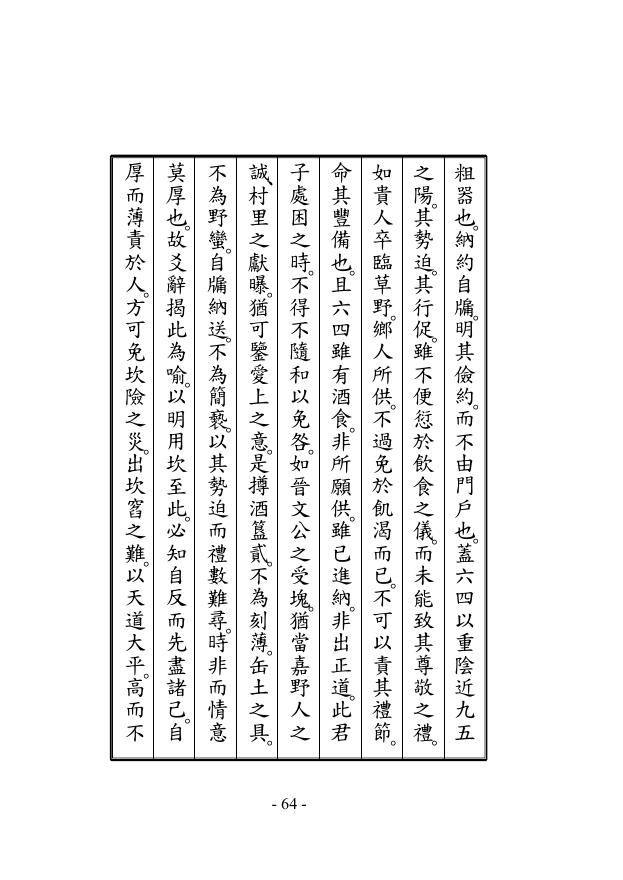 粗器也。納約自牖。明其儉約。而不由門戶也。蓋六四以重陰近九五
之陽。其勢迫。其行促。雖不便愆於飲食之儀。而未能致其尊敬之禮。
如貴人卒臨草野。鄉人所供。不過免於飢渴而已。不可以責其禮節。
命其豐備也。且六四雖有酒食。非所願供。雖已進納。非出正道。此君
子處困之時。不得不隨和以免咎。如晉文公之受塊。猶當嘉野人之
誠、村里之獻曝。猶可鑒愛上之意。是搏酒簋貳。不為刻薄。缶土之具。
不為野蠻。自牖納送。不為簡褻。以其勢迫而禮數難尋。時非而情意
莫厚也。故爻辭揭此為喻。以明用坎至此。必知自反而先盡諸己。自
厚而薄責於人。方可免坎險之災。出坎窞之難。以天道大平。高而不
- 64 -